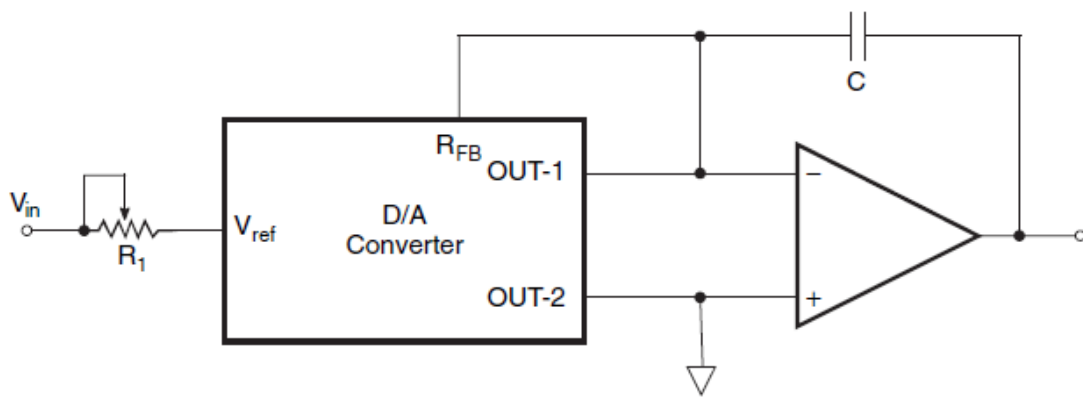 C
R_FB
OUT-1
V_in
R_1
V_ref
D/A
Converter
OUT-2
−
+